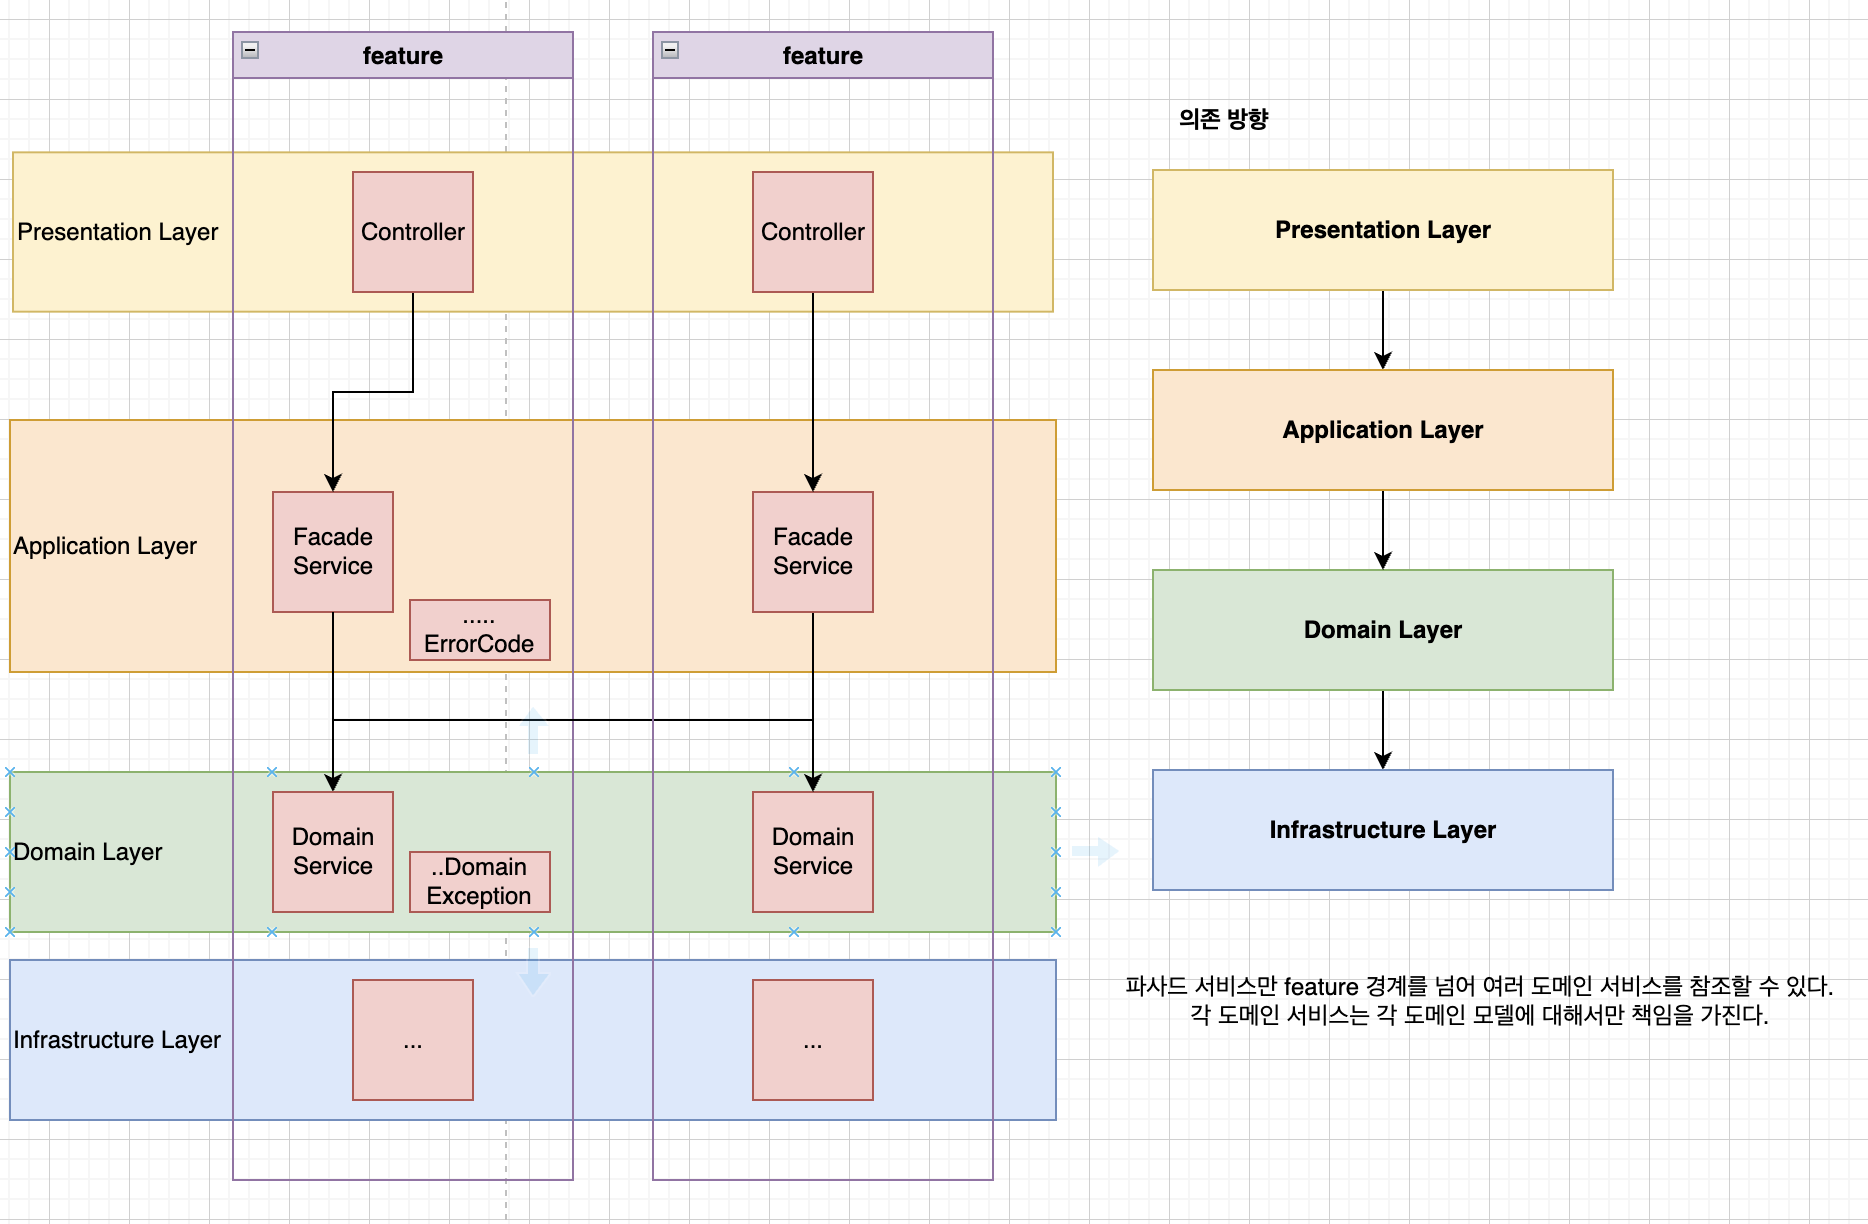 feature
feature
의존 방향
Presentation Layer
Controller
Controller
Presentation Layer
Application Layer
Application Layer
Facade
Service
Facade
Service
.....
ErrorCode
Domain Layer
Domain Layer
Domain
Service
..Domain
Exception
Domain
Service
Infrastructure Layer
Infrastructure Layer
...
...
파사드 서비스만 feature 경계를 넘어 여러 도메인 서비스를 참조할 수 있다.
각 도메인 서비스는 각 도메인 모델에 대해서만 책임을 가진다.